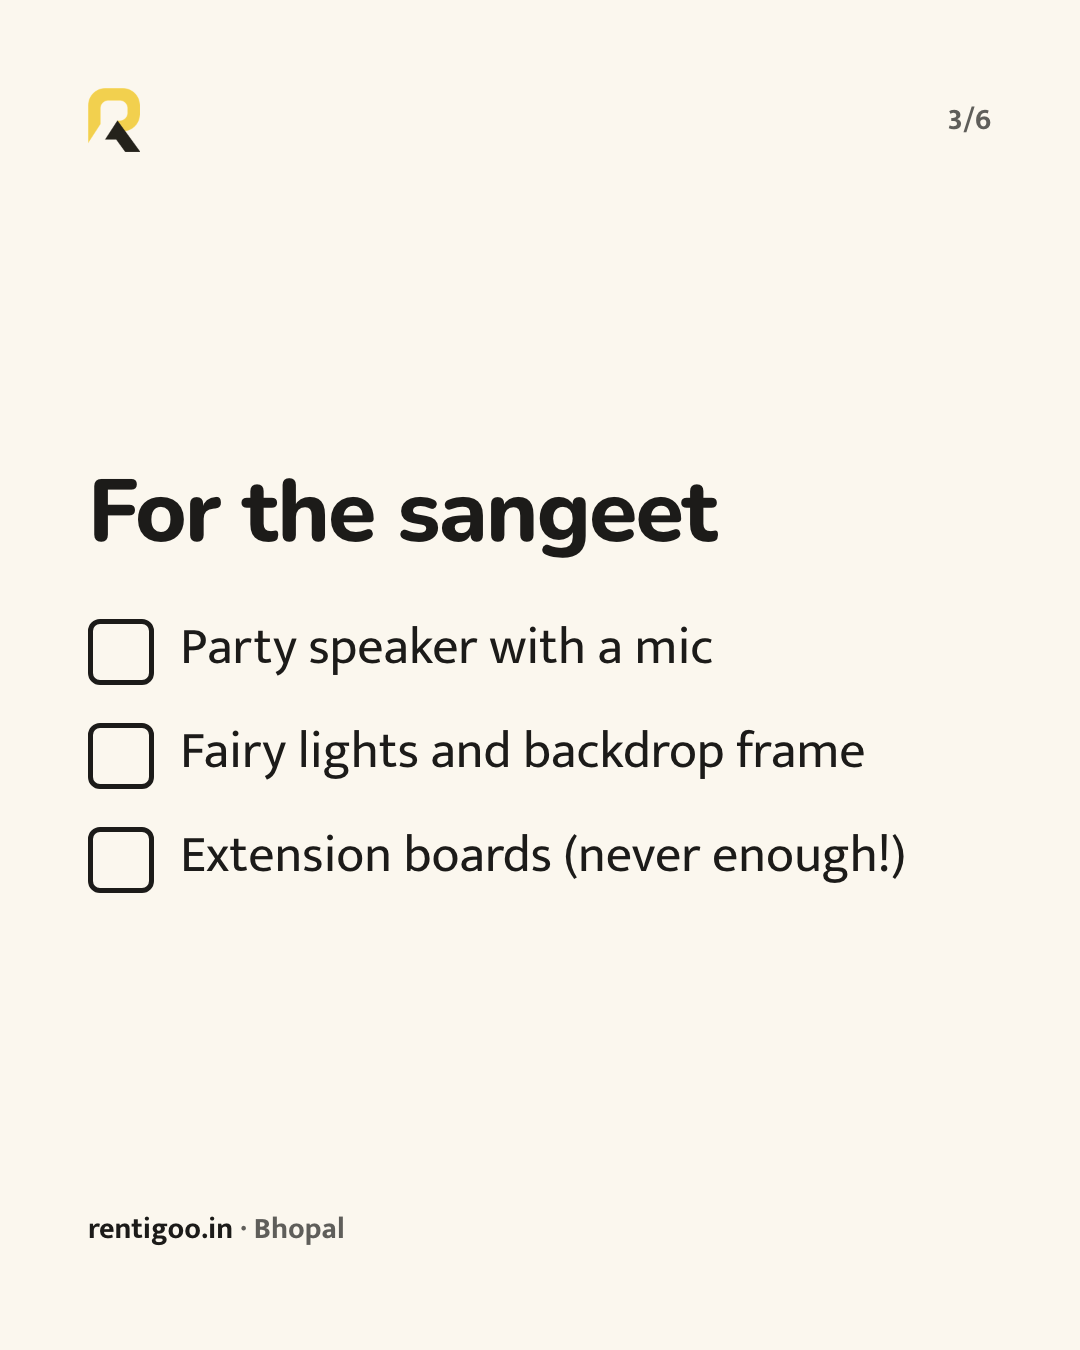 3/6
For the sangeet
Party speaker with a mic
Fairy lights and backdrop frame
Extension boards (never enough!)
rentigoo.in · Bhopal